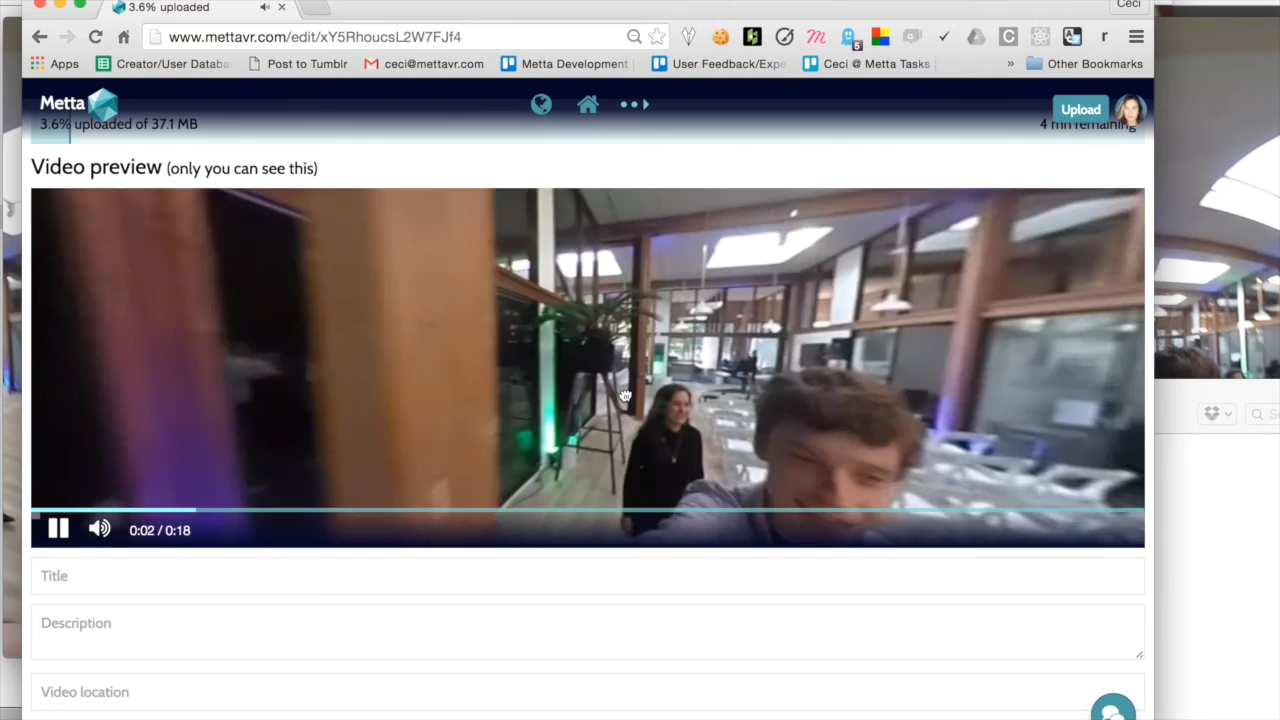 Ceci
3.6% uploaded
www.mettavr.com/edit/xY5RhoucsL2W7FJf4
5
Apps
Creator/User Databa
Post to Tumblr
ceci@mettavr.com
Metta Development
User Feedback/Expe
Ceci @ Metta Tasks
»
Other Bookmarks
Metta
Upload
3.6% uploaded of 37.1 MB
4 mn remaining
Video preview (only you can see this)
0:02 / 0:18
Title
Description
Video location